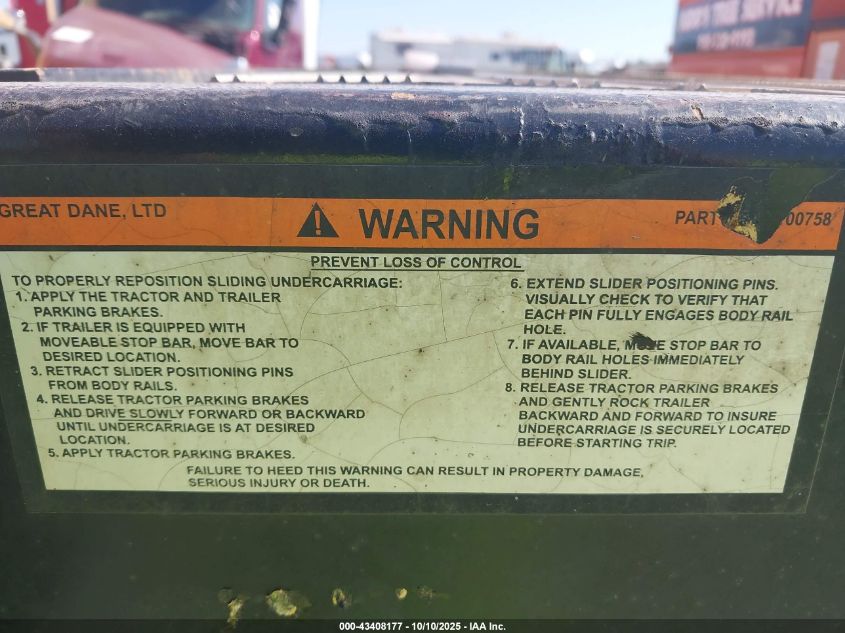 GREAT DANE, LTD
WARNING
PART 00758
PREVENT LOSS OF CONTROL
TO PROPERLY REPOSITION SLIDING UNDERCARRIAGE:
1. APPLY THE TRACTOR AND TRAILER
PARKING BRAKES.
2. IF TRAILER IS EQUIPPED WITH
MOVEABLE STOP BAR, MOVE BAR TO
DESIRED LOCATION.
3. RETRACT SLIDER POSITIONING PINS
FROM BODY RAILS.
4. RELEASE TRACTOR PARKING BRAKES
AND DRIVE SLOWLY FORWARD OR BACKWARD
UNTIL UNDERCARRIAGE IS AT DESIRED
LOCATION.
5. APPLY TRACTOR PARKING BRAKES.
6. EXTEND SLIDER POSITIONING PINS.
VISUALLY CHECK TO VERIFY THAT
EACH PIN FULLY ENGAGES BODY RAIL
HOLE.
7. IF AVAILABLE, MOVE STOP BAR TO
BODY RAIL HOLES IMMEDIATELY
BEHIND SLIDER.
8. RELEASE TRACTOR PARKING BRAKES
AND GENTLY ROCK TRAILER
BACKWARD AND FORWARD TO INSURE
UNDERCARRIAGE IS SECURELY LOCATED
BEFORE STARTING TRIP.
FAILURE TO HEED THIS WARNING CAN RESULT IN PROPERTY DAMAGE,
SERIOUS INJURY OR DEATH.
000-43408177 - 10/10/2025 - IAA Inc.